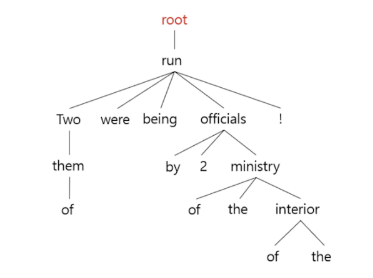 root
run
Two were being officials !
them by 2 ministry
of of the interior
of the